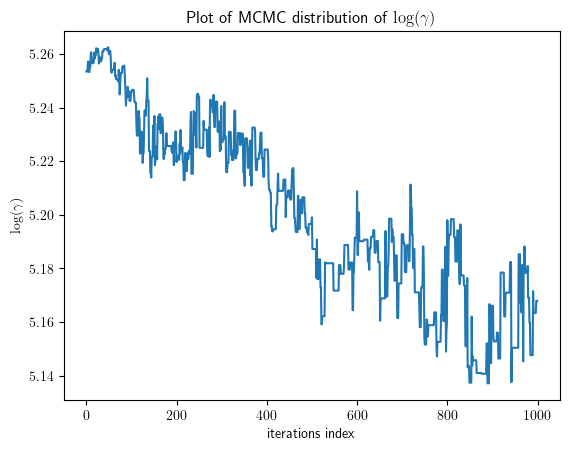 Plot of MCMC distribution of log(γ)
log(γ)
5.26
5.24
5.22
5.20
5.18
5.16
5.14
0 200 400 600 800 1000
iterations index